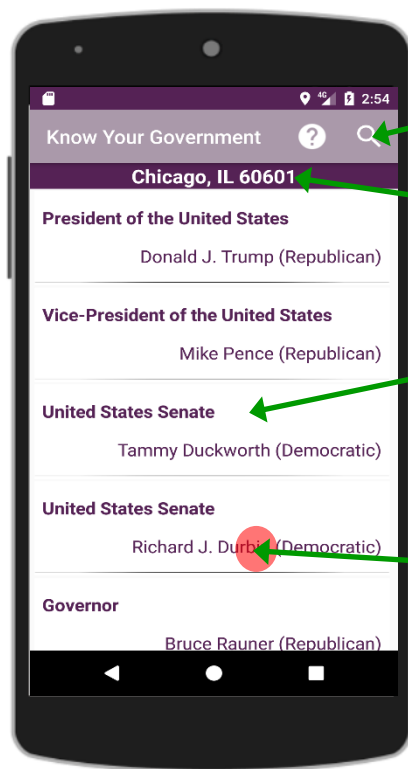 4G 2:54
Know Your Government ?
Chicago, IL 60601
President of the United States
Donald J. Trump (Republican)
Vice-President of the United States
Mike Pence (Republican)
United States Senate
Tammy Duckworth (Democratic)
United States Senate
Richard J. Durbin (Democratic)
Governor
Bruce Rauner (Republican)